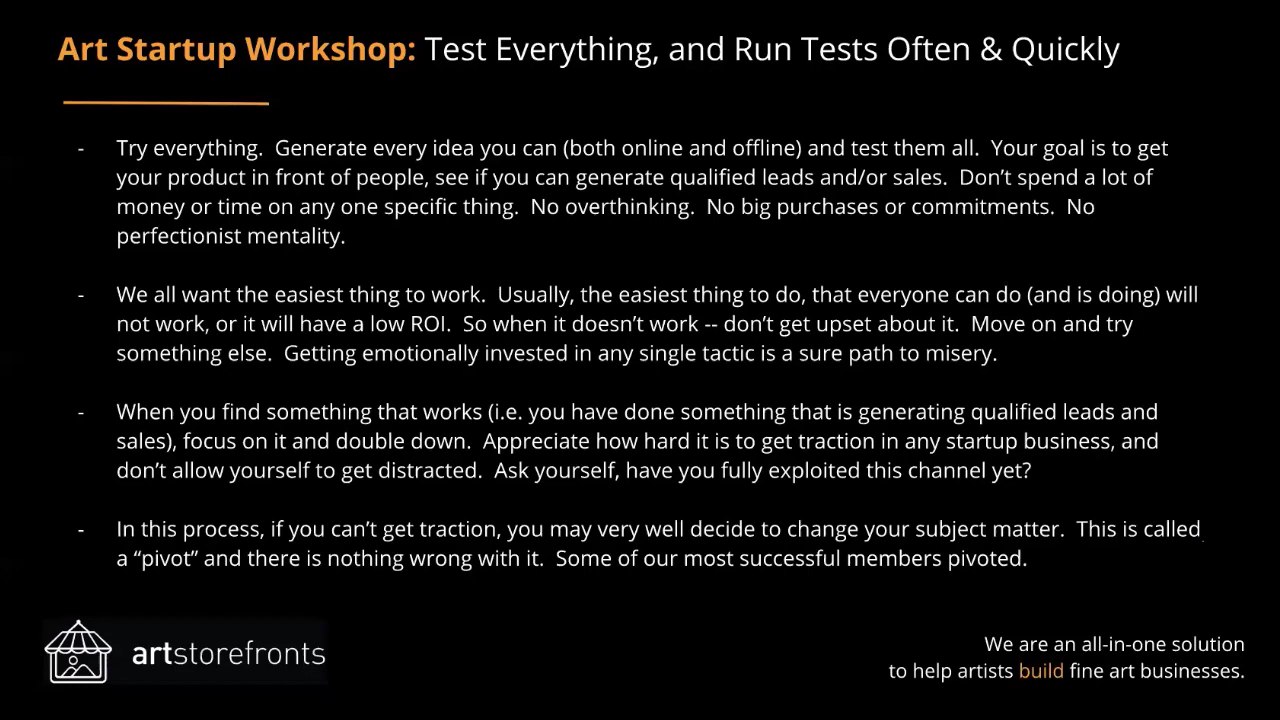 Art Startup Workshop: Test Everything, and Run Tests Often & Quickly
- Try everything.  Generate every idea you can (both online and offline) and test them all.  Your goal is to get
your product in front of people, see if you can generate qualified leads and/or sales.  Don’t spend a lot of
money or time on any one specific thing.  No overthinking.  No big purchases or commitments.  No
perfectionist mentality.
- We all want the easiest thing to work.  Usually, the easiest thing to do, that everyone can do (and is doing) will
not work, or it will have a low ROI.  So when it doesn’t work -- don’t get upset about it.  Move on and try
something else.  Getting emotionally invested in any single tactic is a sure path to misery.
- When you find something that works (i.e. you have done something that is generating qualified leads and
sales), focus on it and double down.  Appreciate how hard it is to get traction in any startup business, and
don’t allow yourself to get distracted.  Ask yourself, have you fully exploited this channel yet?
- In this process, if you can’t get traction, you may very well decide to change your subject matter.  This is called
a “pivot” and there is nothing wrong with it.  Some of our most successful members pivoted.
artstorefronts
We are an all-in-one solution
to help artists build fine art businesses.